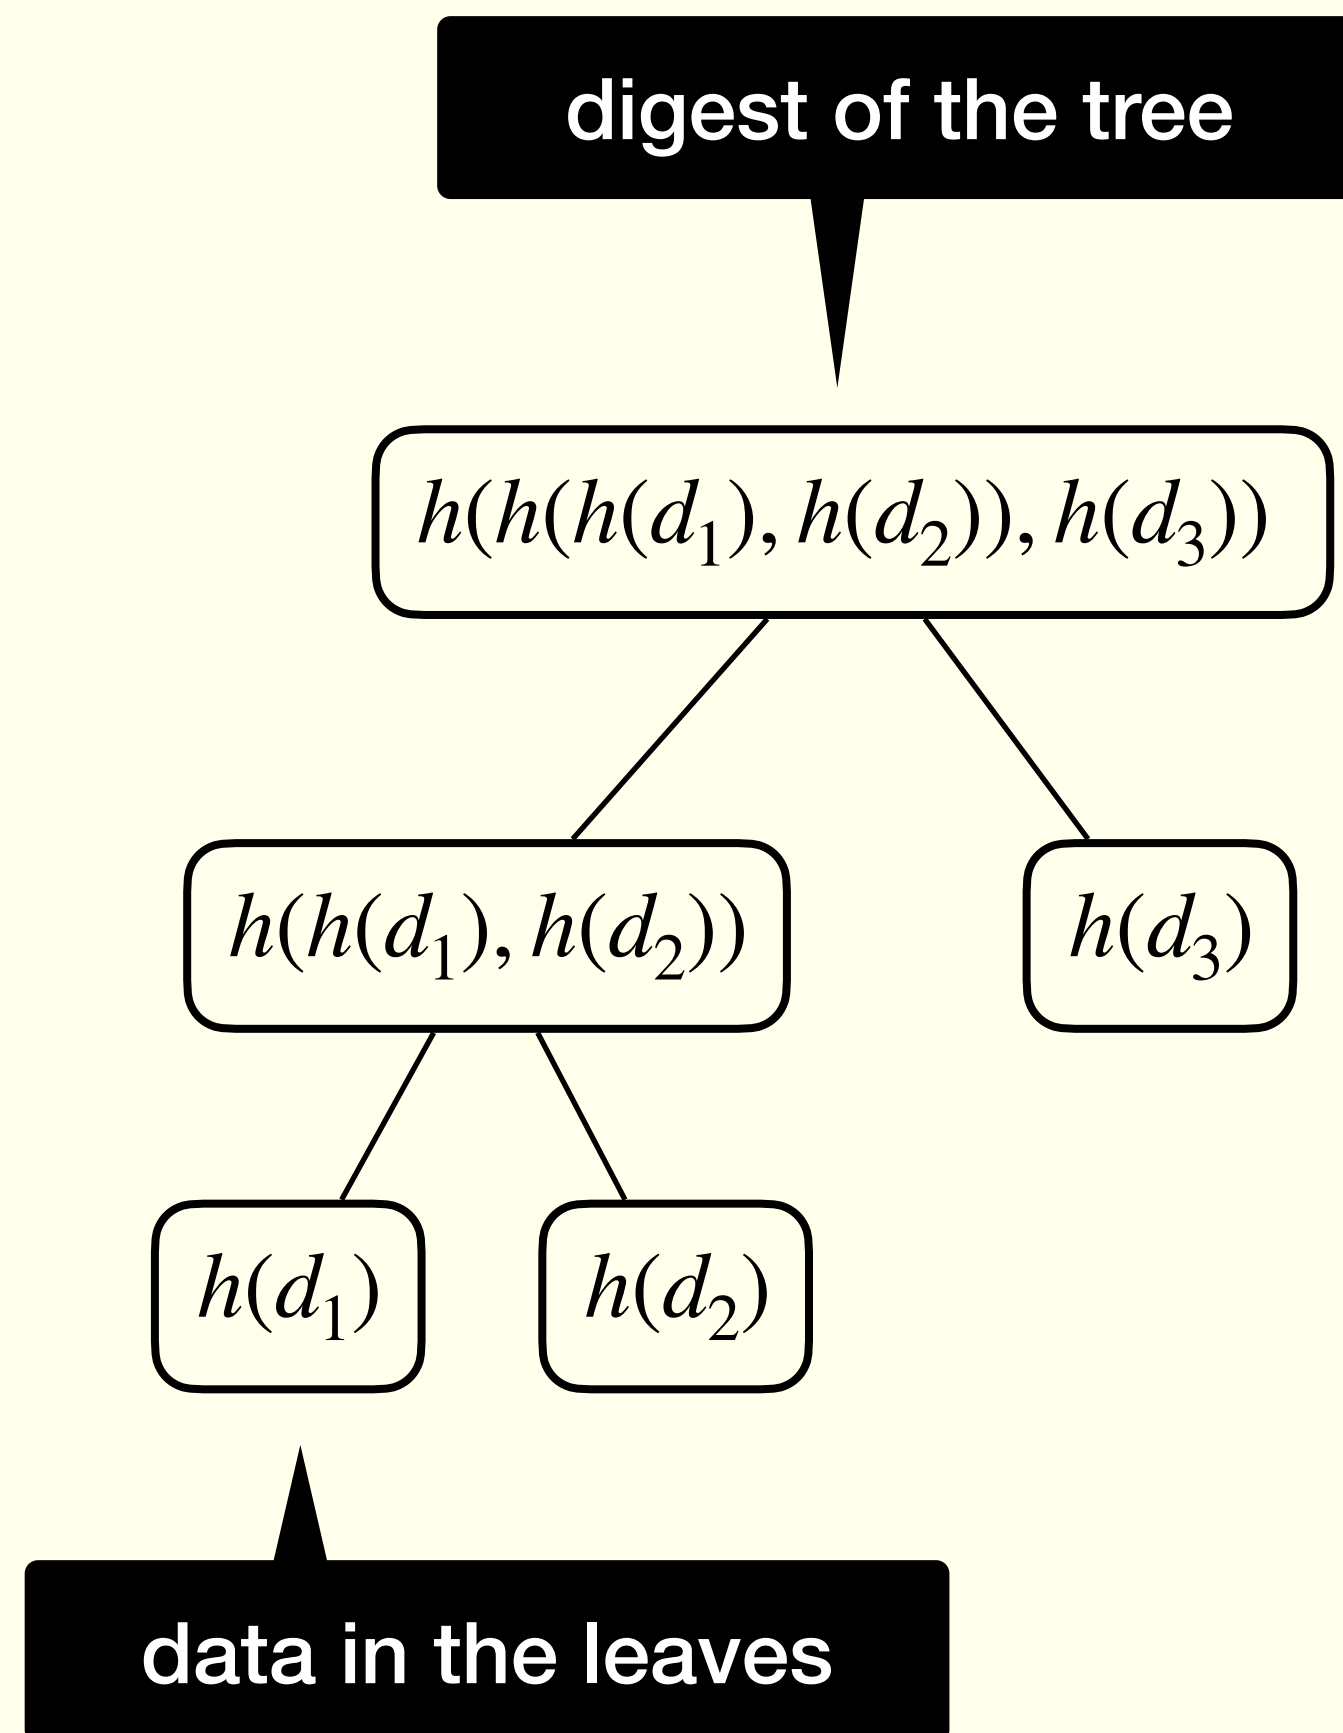 digest of the tree
h(h(h(d₁), h(d₂)), h(d₃))
h(h(d₁), h(d₂))
h(d₃)
h(d₁)
h(d₂)
data in the leaves